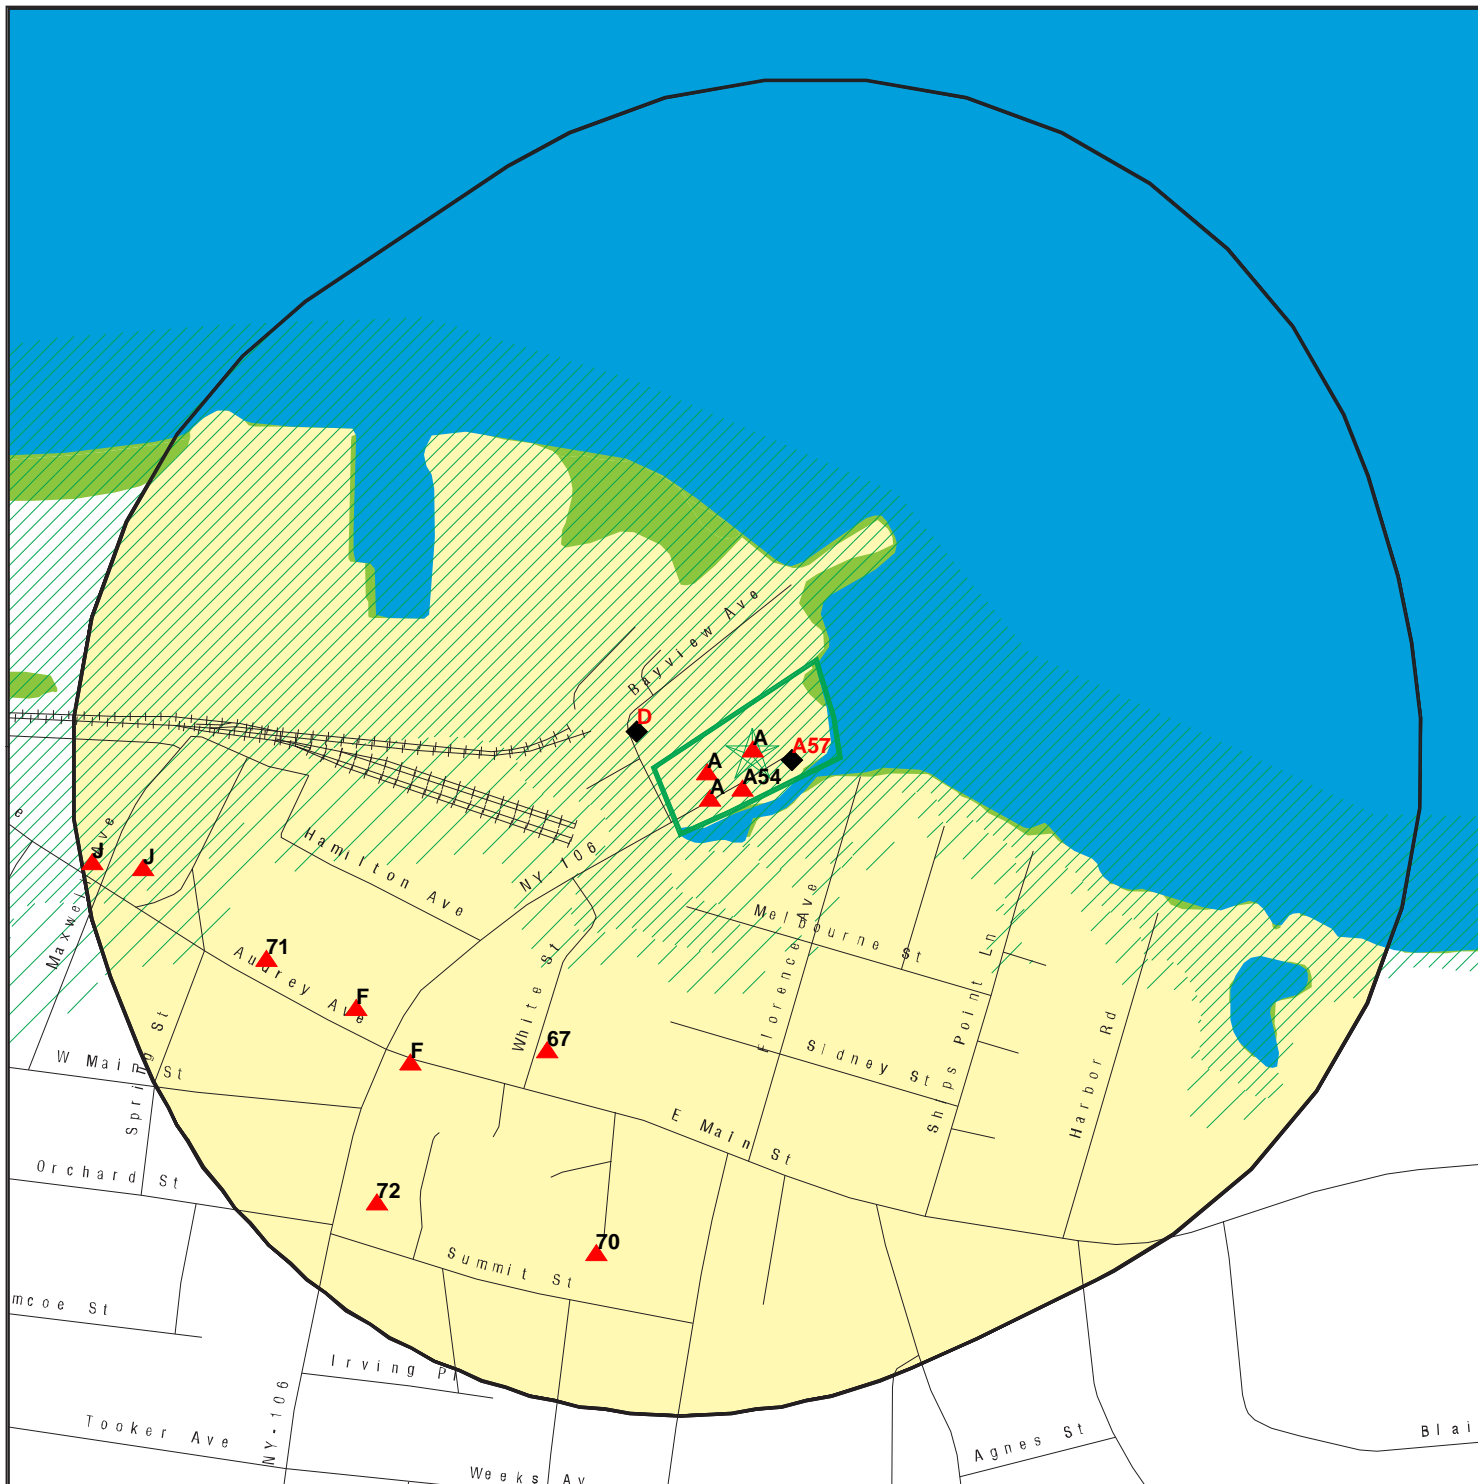 Bayview Ave
D
A
A57
A
A54
A
Hamilton Ave
NY 106
e
Maxwel
Ave
J
J
71
Audrey Ave
F
F
White St
67
Melbourne St
Florence Ave
Sidney St
Ships Point Ln
Harbor Rd
W Main St
Spring St
E Main St
Orchard St
72
70
Summit St
mcoe St
Irving Pl
NY-106
Tooker Ave
Weeks Av
Agnes St
Blai